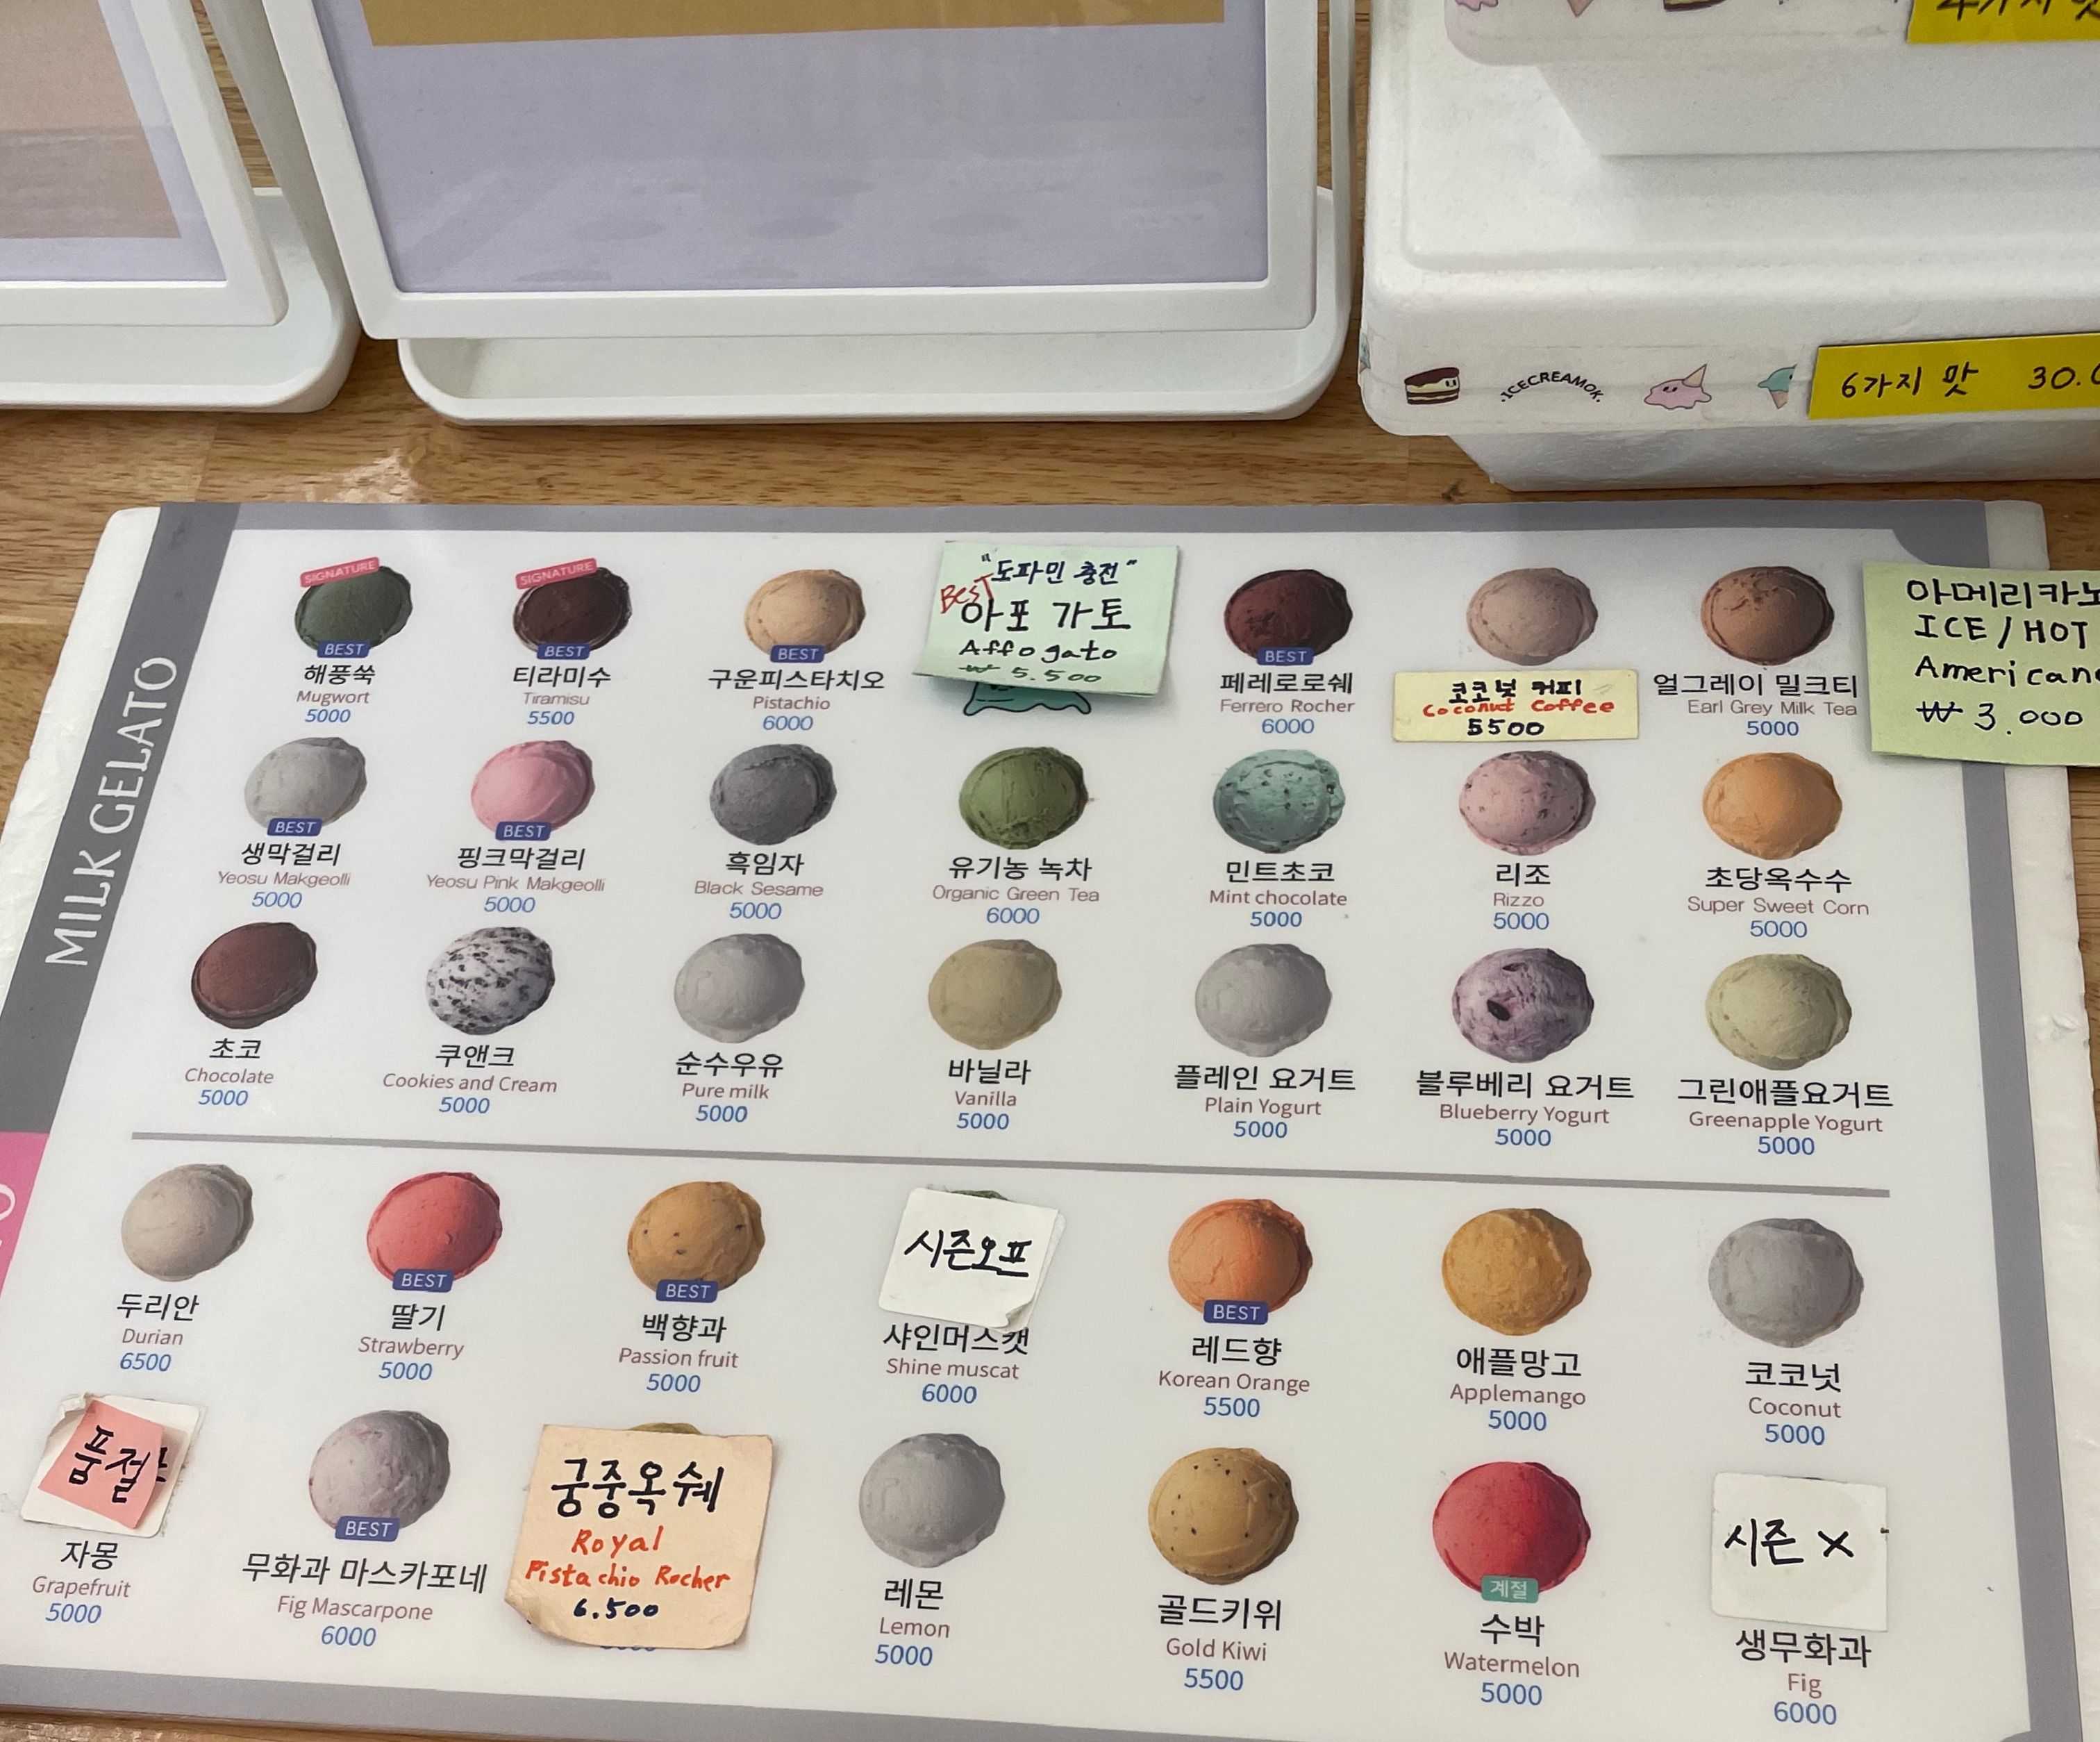 4가지 맛
ICECREAMOK
6가지 맛 30.0
MILK GELATO
SIGNATURE
BEST
해풍쑥
Mugwort
5000
SIGNATURE
BEST
티라미수
Tiramisu
5500
BEST
구운피스타치오
Pistachio
6000
"도파민 충전"
BEST
아포가토
Affogato
₩ 5.500
BEST
페레로로쉐
Ferrero Rocher
6000
코코넛 커피
Coconut Coffee
5500
얼그레이 밀크티
Earl Grey Milk Tea
5000
아메리카노
ICE / HOT
Americano
₩ 3.000
BEST
생막걸리
Yeosu Makgeolli
5000
BEST
핑크막걸리
Yeosu Pink Makgeolli
5000
흑임자
Black Sesame
5000
유기농 녹차
Organic Green Tea
6000
민트초코
Mint chocolate
5000
리조
Rizzo
5000
초당옥수수
Super Sweet Corn
5000
초코
Chocolate
5000
쿠앤크
Cookies and Cream
5000
순수우유
Pure milk
5000
바닐라
Vanilla
5000
플레인 요거트
Plain Yogurt
5000
블루베리 요거트
Blueberry Yogurt
5000
그린애플요거트
Greenapple Yogurt
5000
두리안
Durian
6500
BEST
딸기
Strawberry
5000
BEST
백향과
Passion fruit
5000
시즌오프
샤인머스캣
Shine muscat
6000
BEST
레드향
Korean Orange
5500
애플망고
Applemango
5000
코코넛
Coconut
5000
품절
자몽
Grapefruit
5000
BEST
무화과 마스카포네
Fig Mascarpone
6000
궁중옥쉐
Royal
Pistachio Rocher
6.500
레몬
Lemon
5000
골드키위
Gold Kiwi
5500
계절
수박
Watermelon
5000
시즌 X
생무화과
Fig
6000